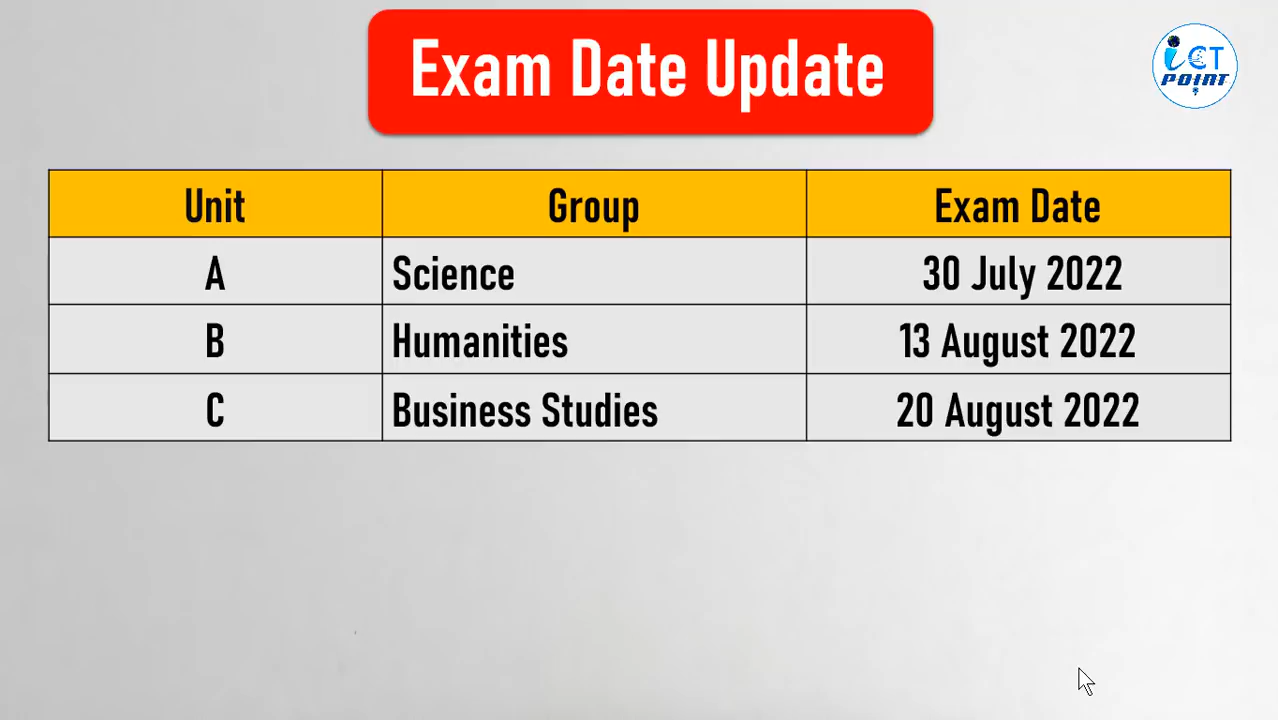 Exam Date Update
iCT
POINT
Unit Group Exam Date
A Science 30 July 2022
B Humanities 13 August 2022
C Business Studies 20 August 2022